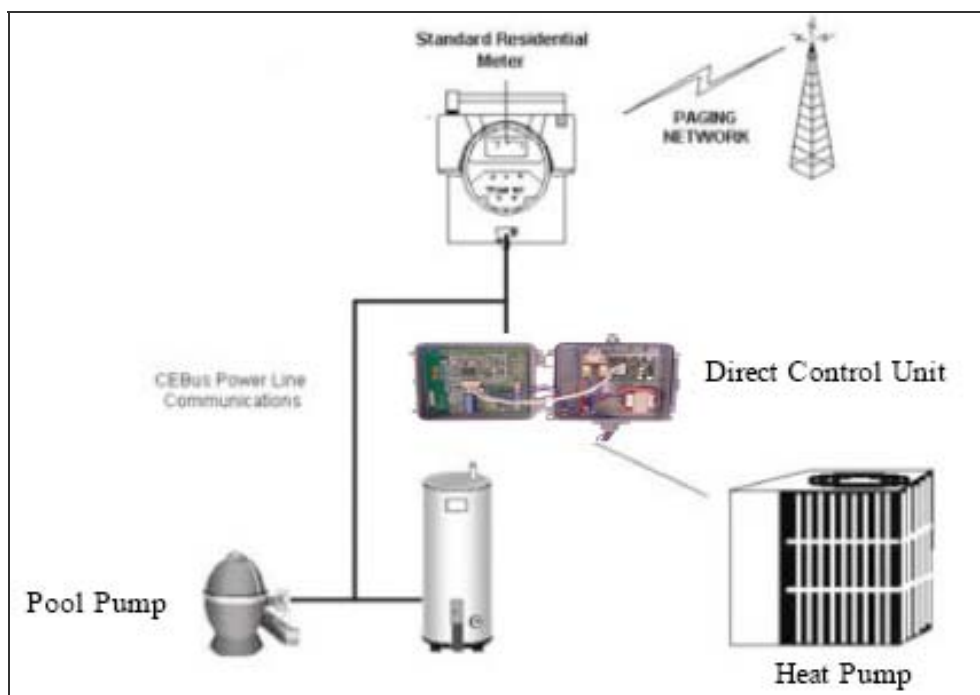 Standard Residential
Meter
PAGING
NETWORK
CEBus Power Line
Communications
Direct Control Unit
Pool Pump
Heat Pump